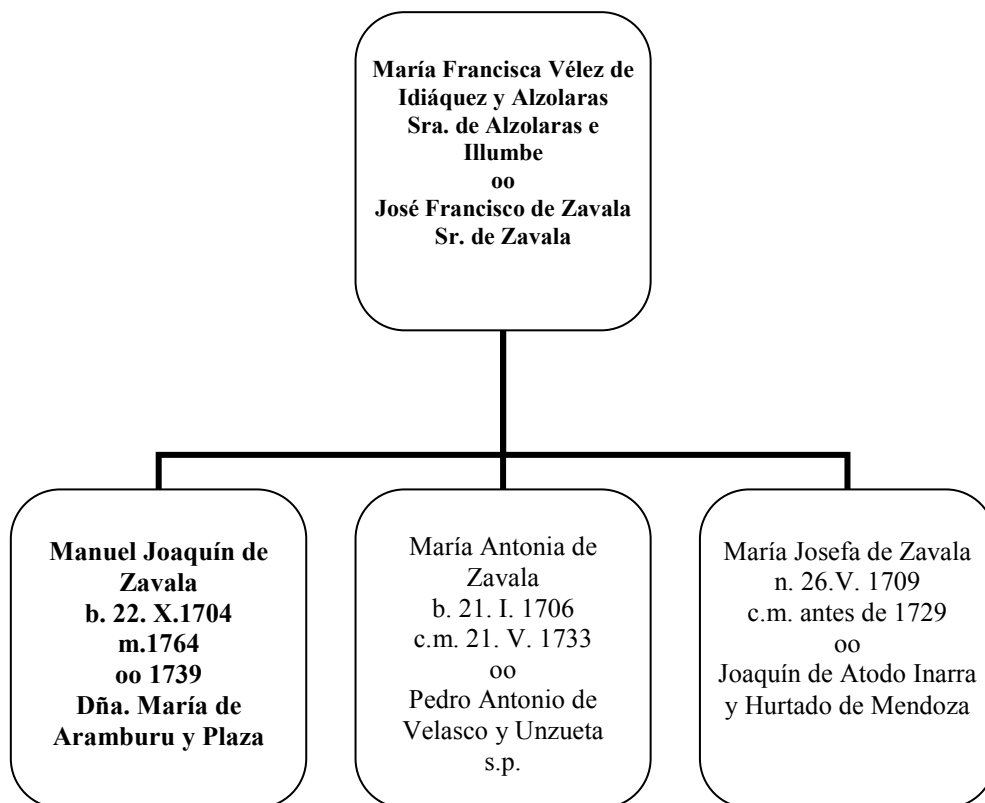 María Francisca Vélez de
Idiáquez y Alzolaras
Sra. de Alzolaras e
Illumbe
oo
José Francisco de Zavala
Sr. de Zavala
Manuel Joaquín de
Zavala
b. 22. X.1704
m.1764
oo 1739
Dña. María de
Aramburu y Plaza
María Antonia de
Zavala
b. 21. I. 1706
c.m. 21. V. 1733
oo
Pedro Antonio de
Velasco y Unzueta
s.p.
María Josefa de Zavala
n. 26.V. 1709
c.m. antes de 1729
oo
Joaquín de Atodo Inarra
y Hurtado de Mendoza